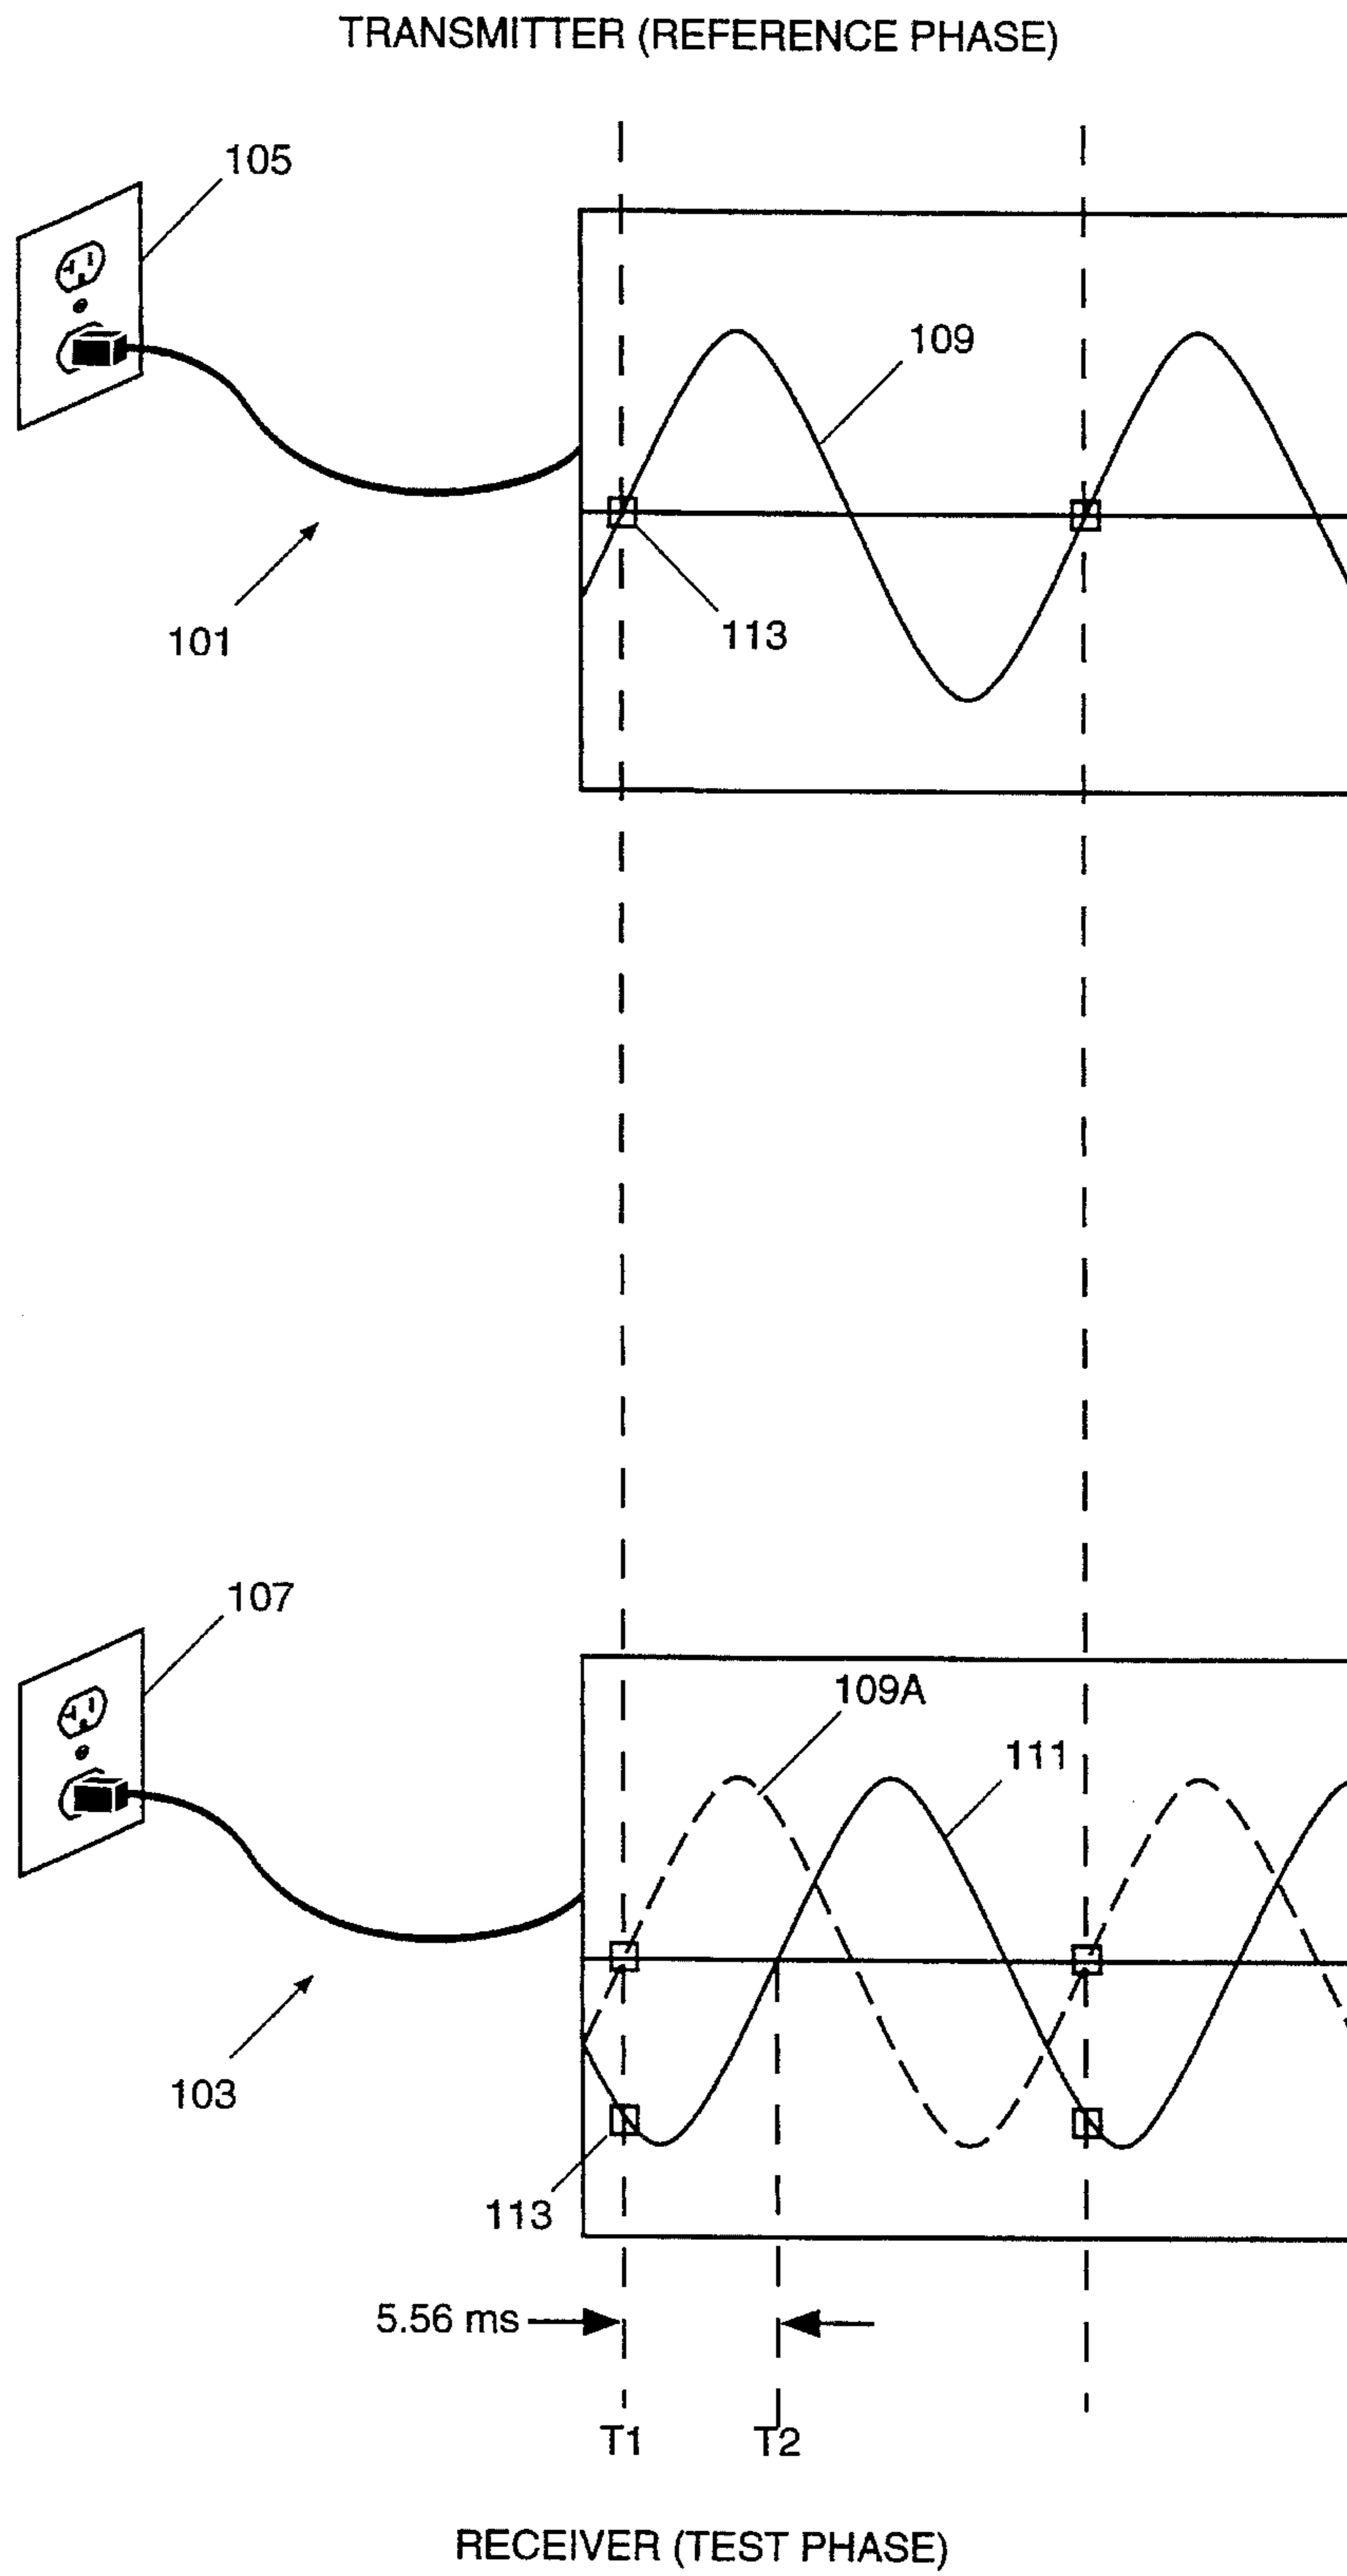 TRANSMITTER (REFERENCE PHASE)
105
109
101
113
107
109A
111
103
113
5.56 ms
T1
T2
RECEIVER (TEST PHASE)